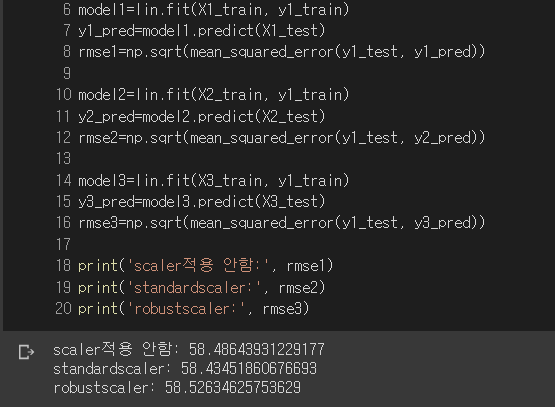 6 model1=lin.fit(X1_train, y1_train)
7 y1_pred=model1.predict(X1_test)
8 rmse1=np.sqrt(mean_squared_error(y1_test, y1_pred))
9
10 model2=lin.fit(X2_train, y1_train)
11 y2_pred=model2.predict(X2_test)
12 rmse2=np.sqrt(mean_squared_error(y1_test, y2_pred))
13
14 model3=lin.fit(X3_train, y1_train)
15 y3_pred=model3.predict(X3_test)
16 rmse3=np.sqrt(mean_squared_error(y1_test, y3_pred))
17
18 print('scaler적용 안함:', rmse1)
19 print('standardscaler:', rmse2)
20 print('robustscaler:', rmse3)
scaler적용 안함: 58.48643931229177
standardscaler: 58.43451860676693
robustscaler: 58.52634625753629